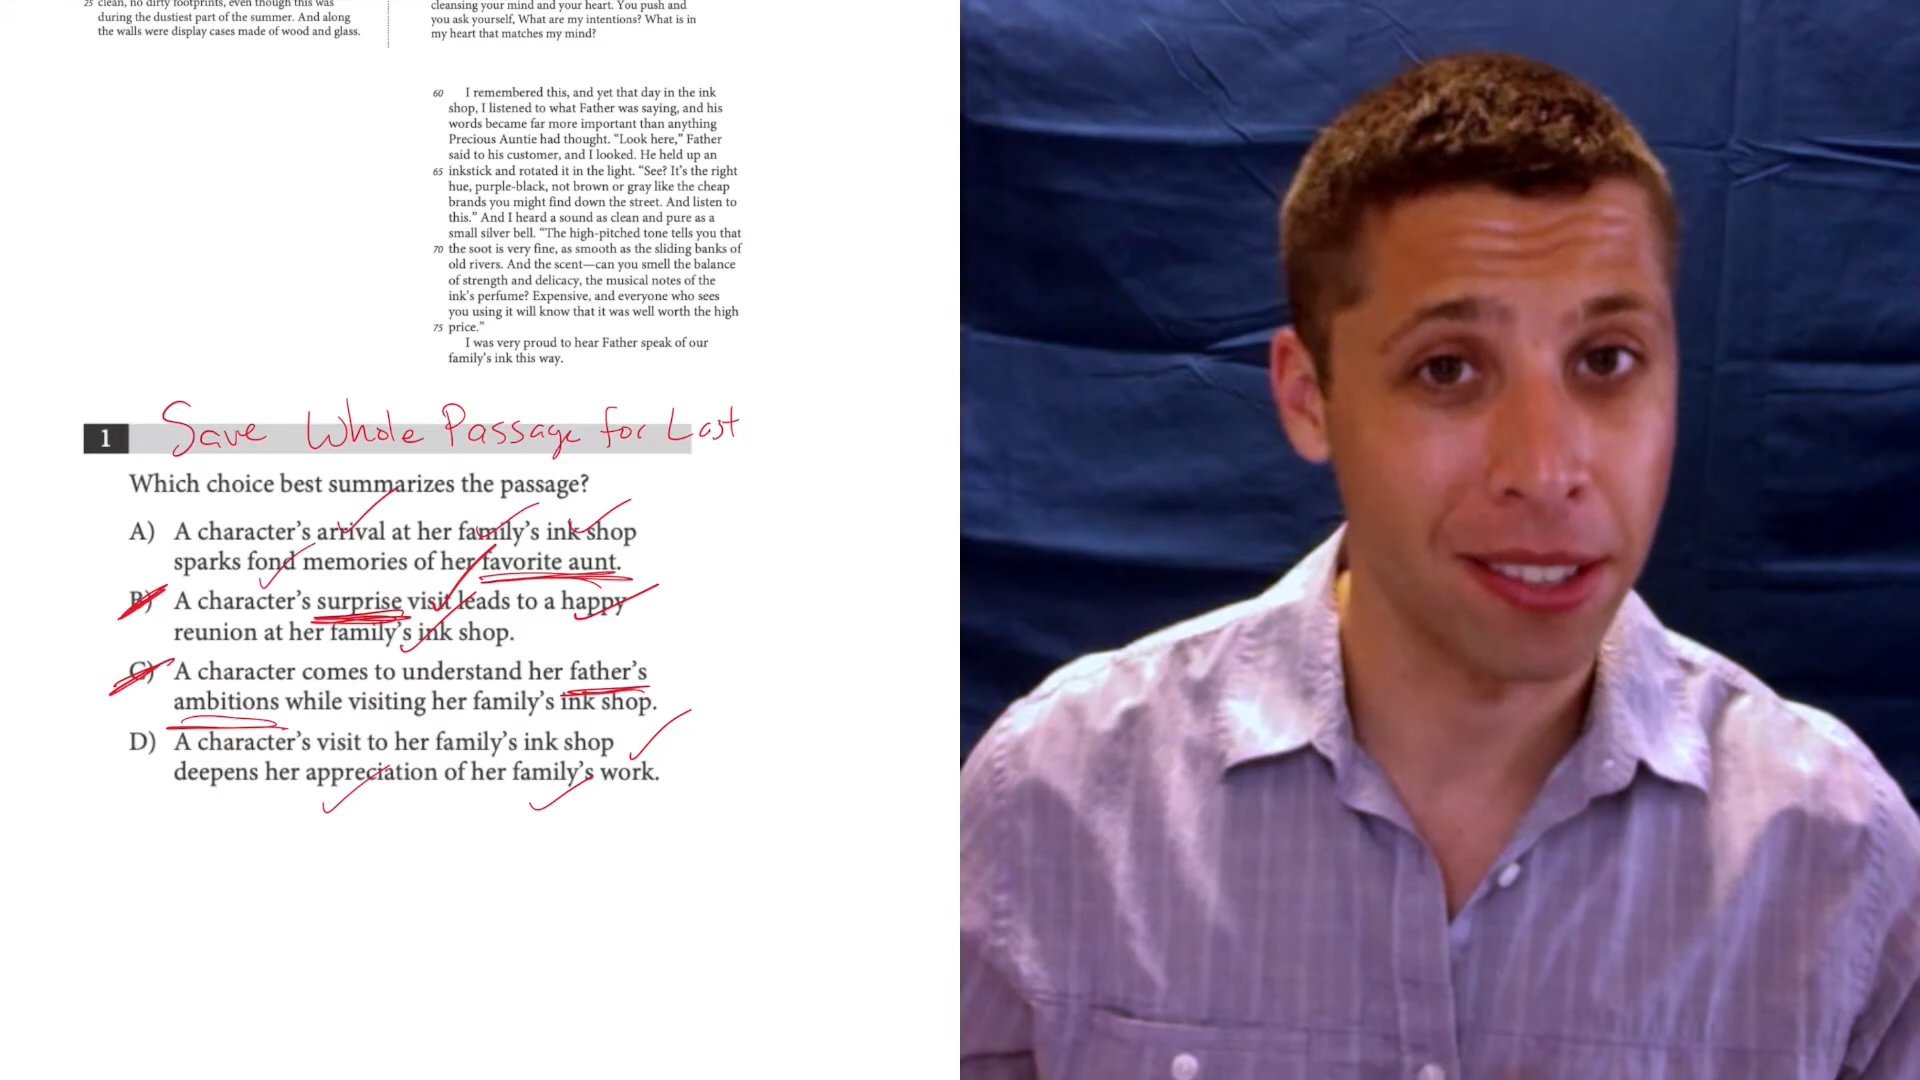 25 clean, no dirty footprints, even though this was
during the dustiest part of the summer. And along
the walls were display cases made of wood and glass.
cleansing your mind and your heart. You push and
you ask yourself, What are my intentions? What is in
my heart that matches my mind?
60 I remembered this, and yet that day in the ink
shop, I listened to what Father was saying, and his
words became far more important than anything
Precious Auntie had thought. “Look here,” Father
said to his customer, and I looked. He held up an
65 inkstick and rotated it in the light. “See? It’s the right
hue, purple-black, not brown or gray like the cheap
brands you might find down the street. And listen to
this.” And I heard a sound as clean and pure as a
small silver bell. “The high-pitched tone tells you that
70 the soot is very fine, as smooth as the sliding banks of
old rivers. And the scent—can you smell the balance
of strength and delicacy, the musical notes of the
ink’s perfume? Expensive, and everyone who sees
you using it will know that it was well worth the high
75 price.”
I was very proud to hear Father speak of our
family’s ink this way.
1 Save Whole Passage for Last
Which choice best summarizes the passage?
A) A character’s arrival at her family’s ink shop
sparks fond memories of her favorite aunt.
B) A character’s surprise visit leads to a happy
reunion at her family’s ink shop.
C) A character comes to understand her father’s
ambitions while visiting her family’s ink shop.
D) A character’s visit to her family’s ink shop
deepens her appreciation of her family’s work.